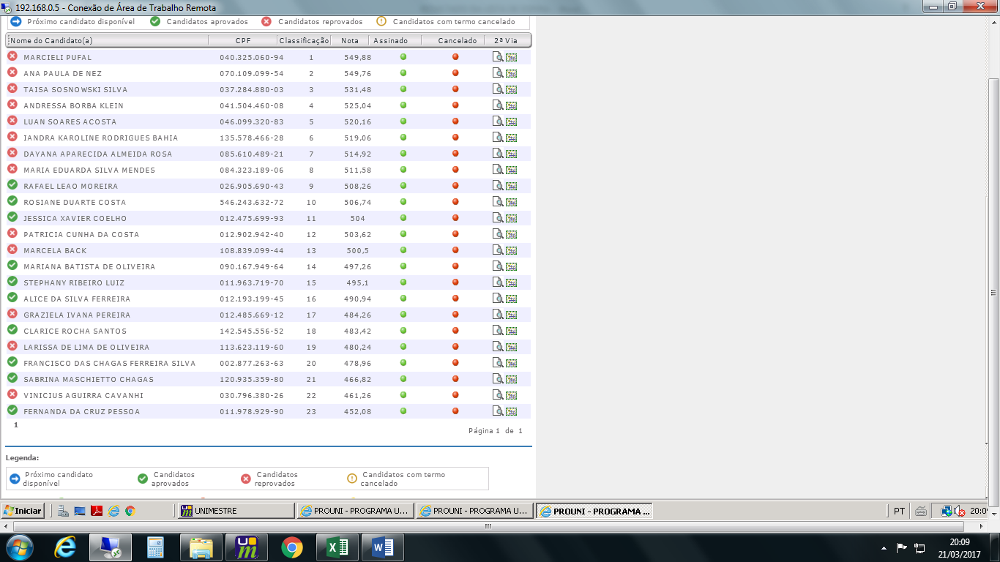 192.168.0.5 - Conexão de Área de Trabalho Remota
Próximo candidato disponível Candidatos aprovados Candidatos reprovados Candidatos com termo cancelado
Nome do Candidato(a) CPF Classificação Nota Assinado Cancelado 2ª Via
MARCIELI PUFAL 040.325.060-94 1 549,88
ANA PAULA DE NEZ 070.109.099-54 2 549,76
TAISA SOSNOWSKI SILVA 037.284.880-03 3 531,48
ANDRESSA BORBA KLEIN 041.504.460-08 4 525,04
LUAN SOARES ACOSTA 046.099.320-83 5 520,16
IANDRA KAROLINE RODRIGUES BAHIA 135.578.466-28 6 519,06
DAYANA APARECIDA ALMEIDA ROSA 085.610.489-21 7 514,92
MARIA EDUARDA SILVA MENDES 084.323.189-06 8 511,58
RAFAEL LEAO MOREIRA 026.905.690-43 9 508,26
ROSIANE DUARTE COSTA 546.243.632-72 10 506,74
JESSICA XAVIER COELHO 012.475.699-93 11 504
PATRICIA CUNHA DA COSTA 012.902.942-40 12 503,62
MARCELA BACK 108.839.099-44 13 500,5
MARIANA BATISTA DE OLIVEIRA 090.167.949-64 14 497,26
STEPHANY RIBEIRO LUIZ 011.963.719-70 15 495,1
ALICE DA SILVA FERREIRA 012.193.199-45 16 490,94
GRAZIELA IVANA PEREIRA 012.485.669-12 17 484,26
CLARICE ROCHA SANTOS 142.545.556-52 18 483,42
LARISSA DE LIMA DE OLIVEIRA 113.623.119-60 19 480,24
FRANCISCO DAS CHAGAS FERREIRA SILVA 002.877.263-63 20 478,96
SABRINA MASCHIETTO CHAGAS 120.935.359-80 21 466,82
VINICIUS AGUIRRA CAVANHI 030.796.380-26 22 461,26
FERNANDA DA CRUZ PESSOA 011.978.929-90 23 452,08
1
Página 1 de 1
Legenda:
Próximo candidato disponível
Candidatos aprovados
Candidatos reprovados
Candidatos com termo cancelado
Iniciar UNIMESTRE PROUNI - PROGRAMA U... PROUNI - PROGRAMA U... PROUNI - PROGRAMA ... PT 20:09
20:09
21/03/2017